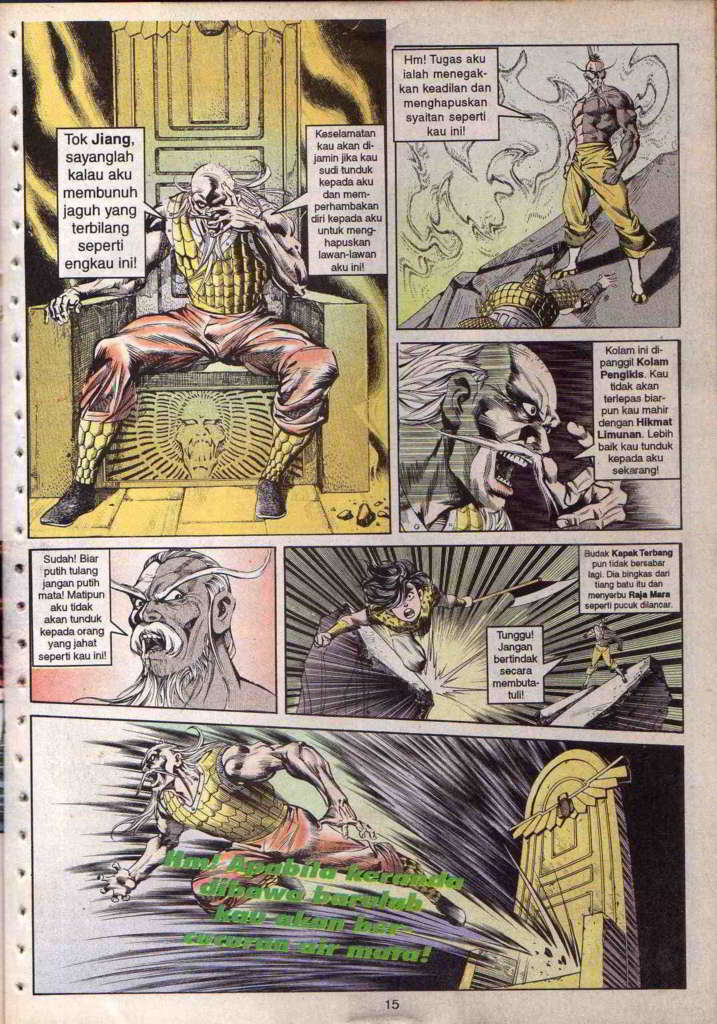 Tok Jiang,
sayanglah
kalau aku
membunuh
jaguh yang
terbilang
seperti
engkau ini!
Keselamatan
kau akan di-
jamin jika kau
sudi tunduk
kepada aku
dan mem-
perhambakan
diri kepada aku
untuk meng-
hapuskan
lawan-lawan
aku ini!
Hm! Tugas aku
ialah menegak-
kan keadilan dan
menghapuskan
syaitan seperti
kau ini!
Kolam ini di-
panggil Kolam
Pengikis. Kau
tidak akan
terlepas biar-
pun kau mahir
dengan Hikmat
Limunan. Lebih
baik kau tunduk
kepada aku
sekarang!
Sudah! Biar
putih tulang
jangan putih
mata! Matipun
aku tidak
akan tunduk
kepada orang
yang jahat
seperti kau ini!
Budak Kapak Terbang
pun tidak bersabar
lagi. Dia bingkas dari
tiang batu itu dan
menyerbu Raja Mara
seperti pucuk dilancar.
Tunggu!
Jangan
bertindak
secara
membuta-
tuli!
Hm! Apabila keranda
dibawa barulah
kau akan ber-
cucuran air mata!
15